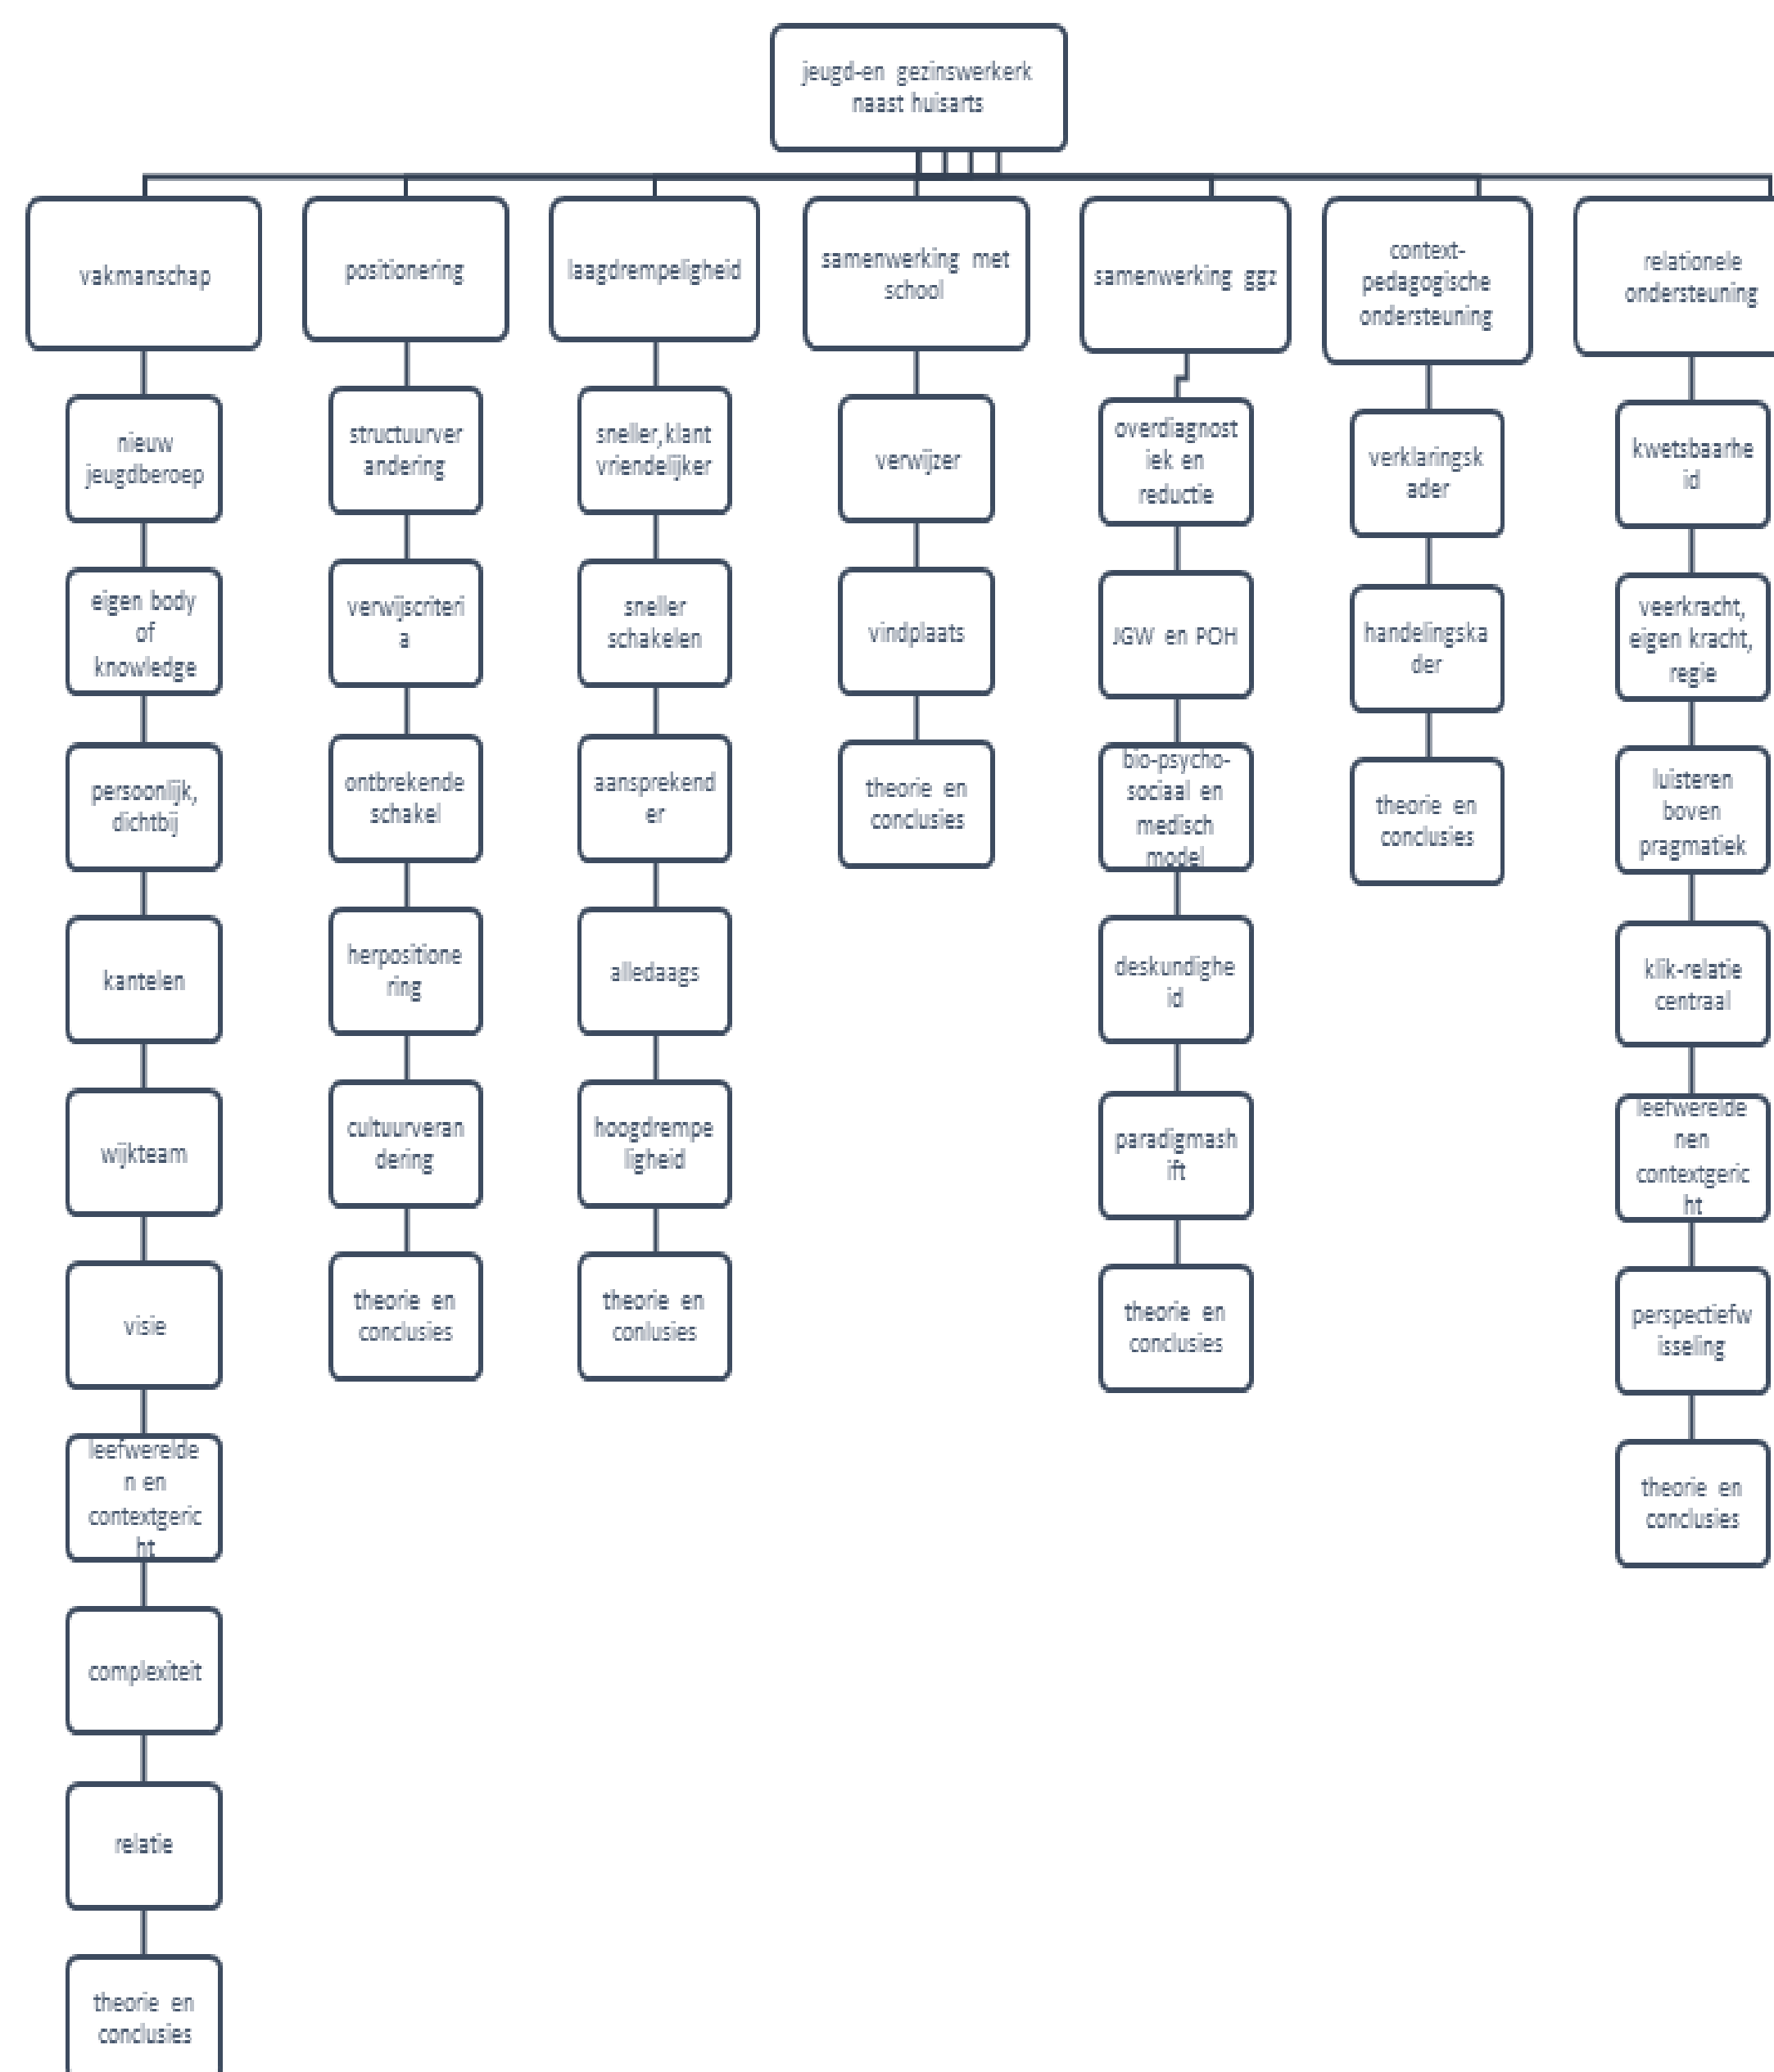 jeugd-en gezinswerkerk
naast huisarts
vakmanschap
nieuw
jeugdberoep
eigen body
of
knowledge
persoonlijk,
dichtbij
kantelen
wijkteam
visie
leefwerelde
n en
contextgeric
ht
complexiteit
relatie
theorie en
conclusies
positionering
structuurver
andering
verwijscriteri
a
ontbrekende
schakel
herpositione
ring
cultuurveran
dering
theorie en
conclusies
laagdrempeligheid
sneller,klant
vriendelijker
sneller
schakelen
aansprekend
er
alledaags
hoogdrempe
ligheid
theorie en
conlusies
samenwerking met
school
verwijzer
vindplaats
theorie en
conclusies
samenwerking ggz
overdiagnost
iek en
reductie
JGW en POH
bio-psycho-
sociaal en
medisch
model
deskundighe
id
paradigmash
ift
theorie en
conclusies
context-
pedagogische
ondersteuning
verklaringsk
ader
handelingska
der
theorie en
conclusies
relationele
ondersteuning
kwetsbaarhe
id
veerkracht,
eigen kracht,
regie
luisteren
boven
pragmatiek
klik-relatie
centraal
leefwerelde
nen
contextgeric
ht
perspectiefw
isseling
theorie en
conclusies